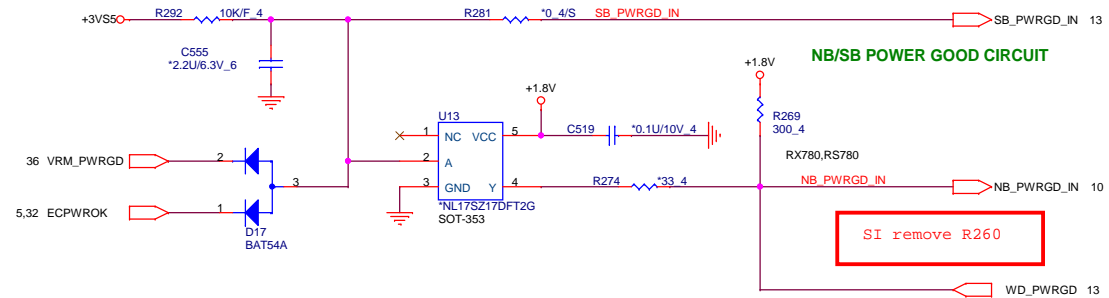 +3VS5
R292
10K/F_4
R281
*0_4/S
SB_PWRGD_IN
SB_PWRGD_IN 13
C555
*2.2U/6.3V_6
NB/SB POWER GOOD CIRCUIT
+1.8V
+1.8V
U13
1 NC VCC 5
C519
*0.1U/10V_4
R269
300_4
36 VRM_PWRGD
2
2 A
RX780,RS780
3
3 GND Y 4
R274
*33_4
NB_PWRGD_IN
NB_PWRGD_IN 10
*NL17SZ17DFT2G
SOT-353
5,32 ECPWROK
1
D17
BAT54A
SI remove R260
WD_PWRGD 13